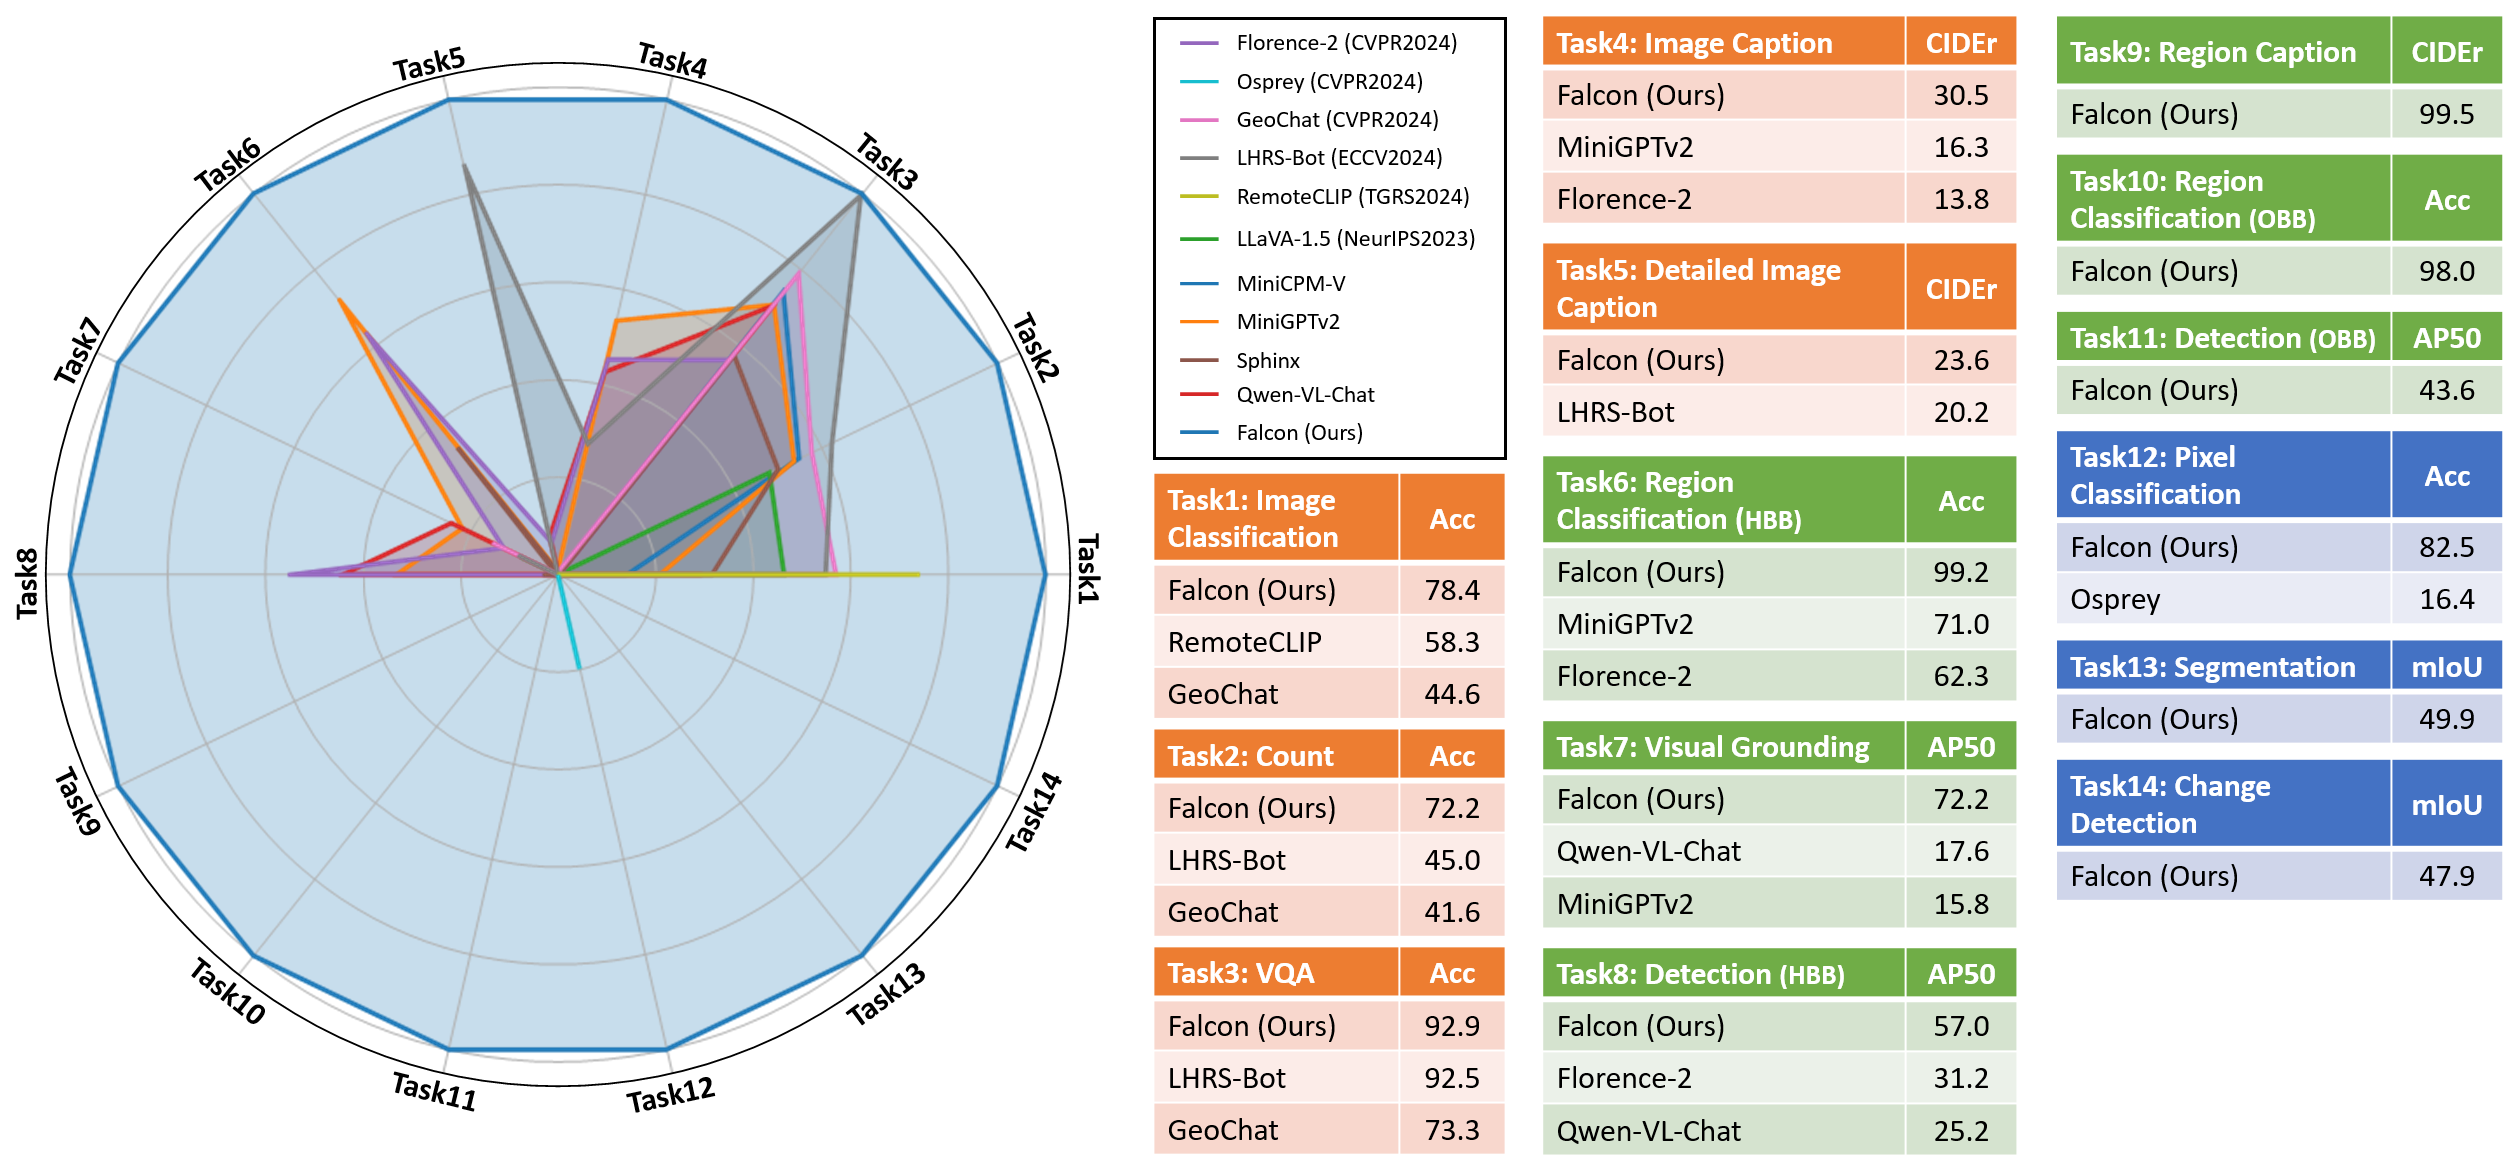 Task5
Task4
Task6
Task3
Task7
Task2
Task8
Task1
Task9
Task14
Task10
Task13
Task11
Task12
Florence-2 (CVPR2024)
Osprey (CVPR2024)
GeoChat (CVPR2024)
LHRS-Bot (ECCV2024)
RemoteCLIP (TGRS2024)
LLaVA-1.5 (NeurIPS2023)
MiniCPM-V
MiniGPTv2
Sphinx
Qwen-VL-Chat
Falcon (Ours)
Task1: Image
Classification Acc
Falcon (Ours) 78.4
RemoteCLIP 58.3
GeoChat 44.6
Task2: Count Acc
Falcon (Ours) 72.2
LHRS-Bot 45.0
GeoChat 41.6
Task3: VQA Acc
Falcon (Ours) 92.9
LHRS-Bot 92.5
GeoChat 73.3
Task4: Image Caption CIDEr
Falcon (Ours) 30.5
MiniGPTv2 16.3
Florence-2 13.8
Task5: Detailed Image
Caption CIDEr
Falcon (Ours) 23.6
LHRS-Bot 20.2
Task6: Region
Classification (HBB) Acc
Falcon (Ours) 99.2
MiniGPTv2 71.0
Florence-2 62.3
Task7: Visual Grounding AP50
Falcon (Ours) 72.2
Qwen-VL-Chat 17.6
MiniGPTv2 15.8
Task8: Detection (HBB) AP50
Falcon (Ours) 57.0
Florence-2 31.2
Qwen-VL-Chat 25.2
Task9: Region Caption CIDEr
Falcon (Ours) 99.5
Task10: Region
Classification (OBB) Acc
Falcon (Ours) 98.0
Task11: Detection (OBB) AP50
Falcon (Ours) 43.6
Task12: Pixel
Classification Acc
Falcon (Ours) 82.5
Osprey 16.4
Task13: Segmentation mIoU
Falcon (Ours) 49.9
Task14: Change
Detection mIoU
Falcon (Ours) 47.9